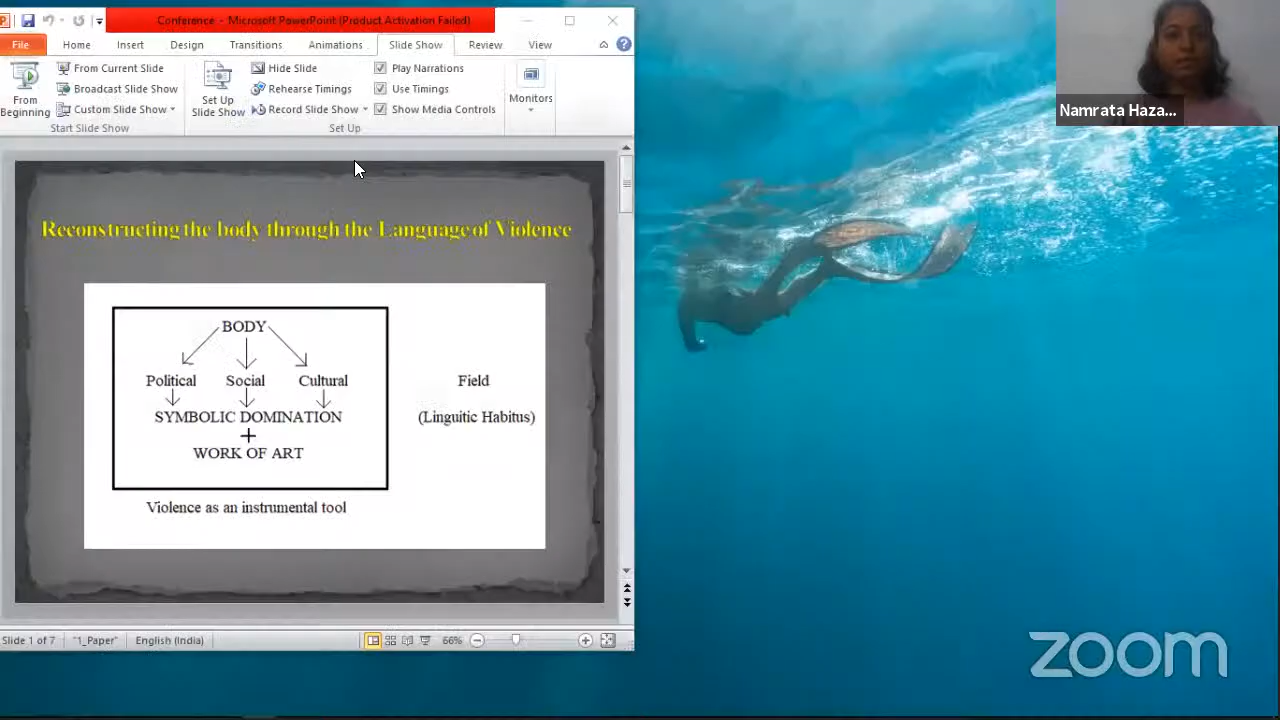 Conference - Microsoft PowerPoint (Product Activation Failed)
File Home Insert Design Transitions Animations Slide Show Review View
From Beginning
From Current Slide
Broadcast Slide Show
Custom Slide Show
Start Slide Show
Set Up Slide Show
Hide Slide
Rehearse Timings
Record Slide Show
Play Narrations
Use Timings
Show Media Controls
Set Up
Monitors
Namrata Haza...
Reconstructing the body through the Language of Violence
BODY
Political Social Cultural
SYMBOLIC DOMINATION
+
WORK OF ART
Field
(Linguitic Habitus)
Violence as an instrumental tool
Slide 1 of 7 "1_Paper" English (India) 66%
zoom